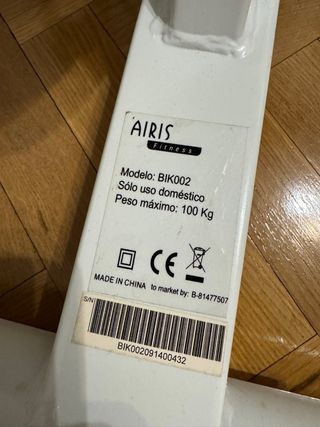 AIRIS
Fitness
Modelo: BIK002
Sólo uso doméstico
Peso máximo: 100 Kg
CE
MADE IN CHINA to market by: B-81477507
S/N
BIK002091400432